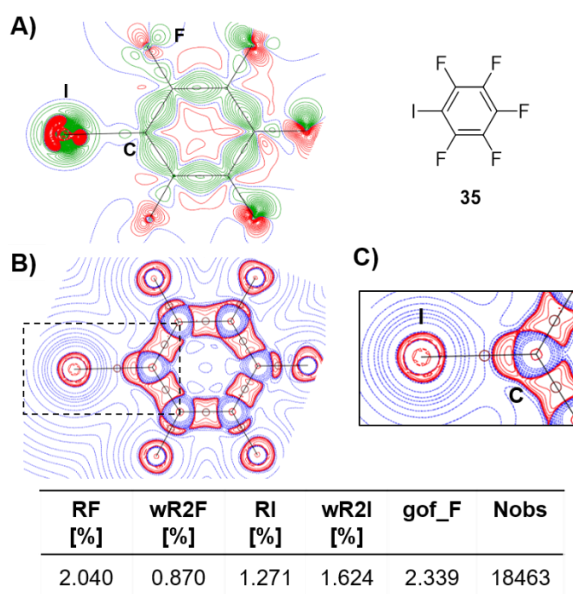 A)
F
I
C
F F
I F
F F
35
B)
C)
I
C
RF wR2F RI wR2I gof_F Nobs
[%] [%] [%] [%]
2.040 0.870 1.271 1.624 2.339 18463